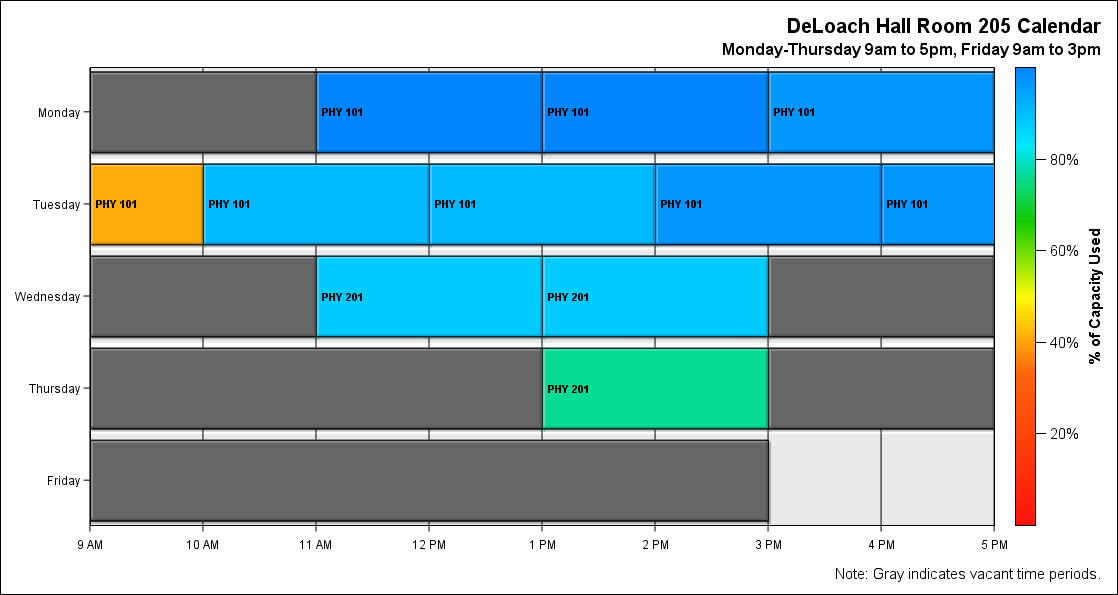 DeLoach Hall Room 205 Calendar
Monday-Thursday 9am to 5pm, Friday 9am to 3pm
Monday
PHY 101
PHY 101
PHY 101
Tuesday
PHY 101
PHY 101
PHY 101
PHY 101
PHY 101
Wednesday
PHY 201
PHY 201
Thursday
PHY 201
Friday
9 AM
10 AM
11 AM
12 PM
1 PM
2 PM
3 PM
4 PM
5 PM
80%
60%
40%
20%
% of Capacity Used
Note: Gray indicates vacant time periods.